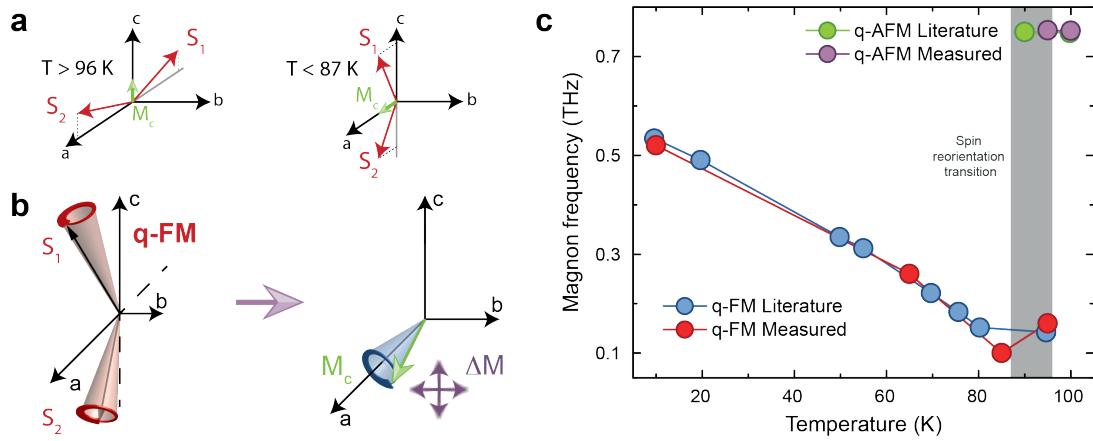 a
c
S1
T > 96 K
b
S2
Mc
a
c
S1
T < 87 K
Mc
b
a
S2
b
c
S1
q-FM
b
a
S2
c
b
Mc
ΔM
a
c
Magnon frequency (THz)
0.7
0.5
0.3
0.1
q-AFM Literature
q-AFM Measured
Spin
reorientation
transition
q-FM Literature
q-FM Measured
20
40
60
80
100
Temperature (K)